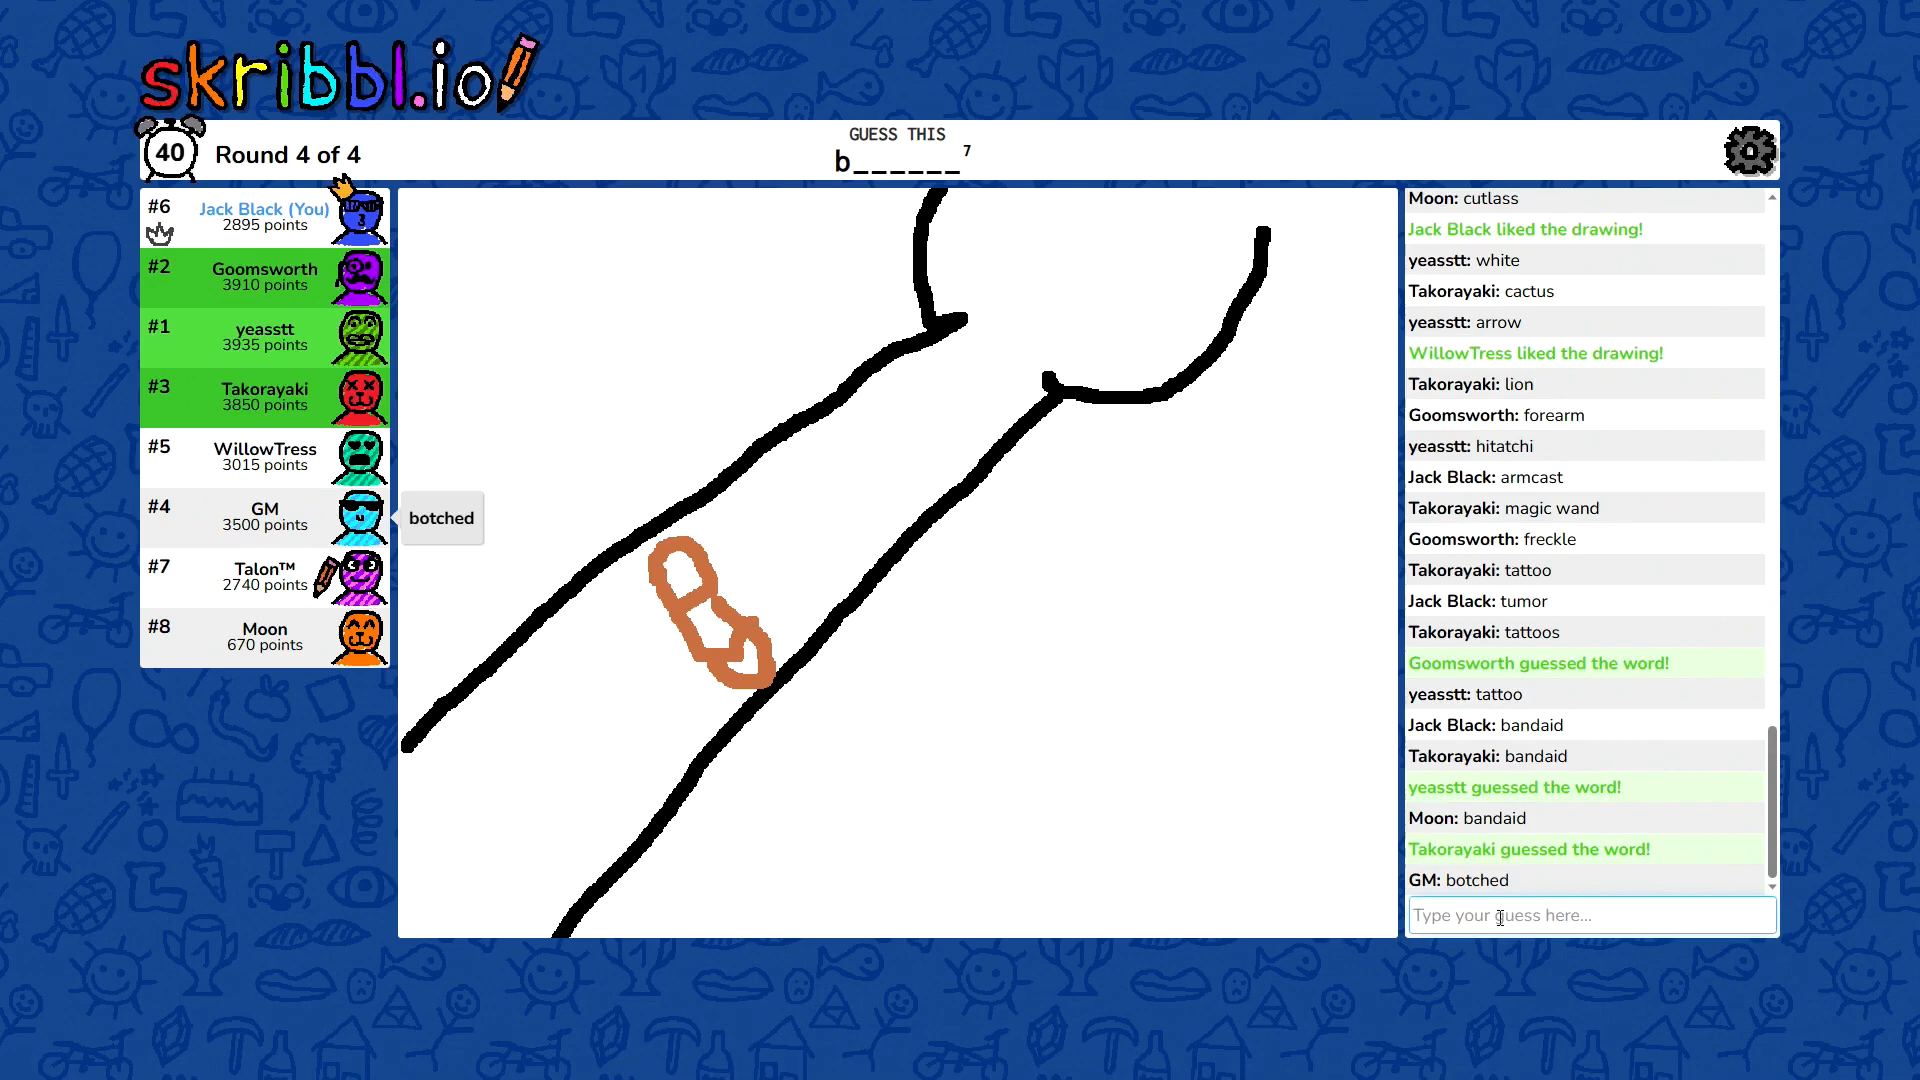 skribbl.io
40
Round 4 of 4
GUESS THIS
b______ 7
#6
Jack Black (You)
2895 points
#2
Goomsworth
3910 points
#1
yeasstt
3935 points
#3
Takorayaki
3850 points
#5
WillowTress
3015 points
#4
GM
3500 points
botched
#7
Talon™
2740 points
#8
Moon
670 points
Moon: cutlass
Jack Black liked the drawing!
yeasstt: white
Takorayaki: cactus
yeasstt: arrow
WillowTress liked the drawing!
Takorayaki: lion
Goomsworth: forearm
yeasstt: hitatchi
Jack Black: armcast
Takorayaki: magic wand
Goomsworth: freckle
Takorayaki: tattoo
Jack Black: tumor
Takorayaki: tattoos
Goomsworth guessed the word!
yeasstt: tattoo
Jack Black: bandaid
Takorayaki: bandaid
yeasstt guessed the word!
Moon: bandaid
Takorayaki guessed the word!
GM: botched
Type your guess here...